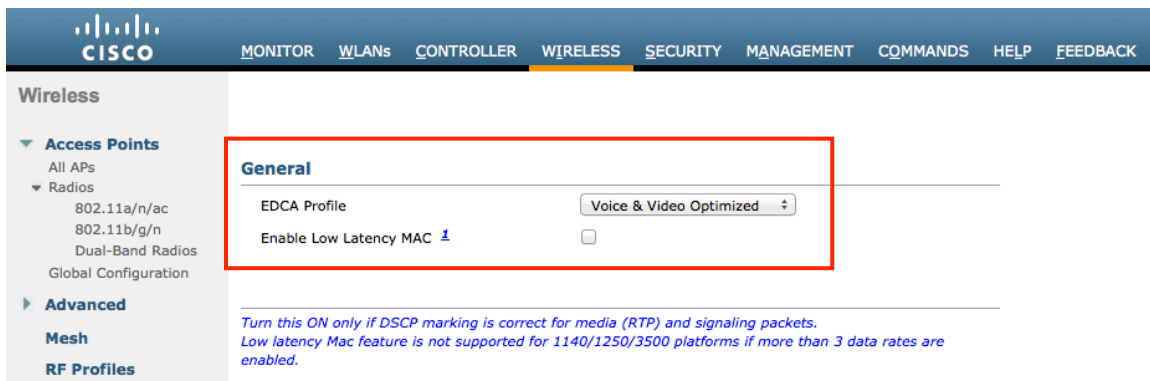 CISCO
MONITOR WLANs CONTROLLER WIRELESS SECURITY MANAGEMENT COMMANDS HELP FEEDBACK
Wireless
Access Points
All APs
Radios
802.11a/n/ac
802.11b/g/n
Dual-Band Radios
Global Configuration
Advanced
Mesh
RF Profiles
General
EDCA Profile Voice & Video Optimized
Enable Low Latency MAC 1
Turn this ON only if DSCP marking is correct for media (RTP) and signaling packets.
Low latency Mac feature is not supported for 1140/1250/3500 platforms if more than 3 data rates are
enabled.